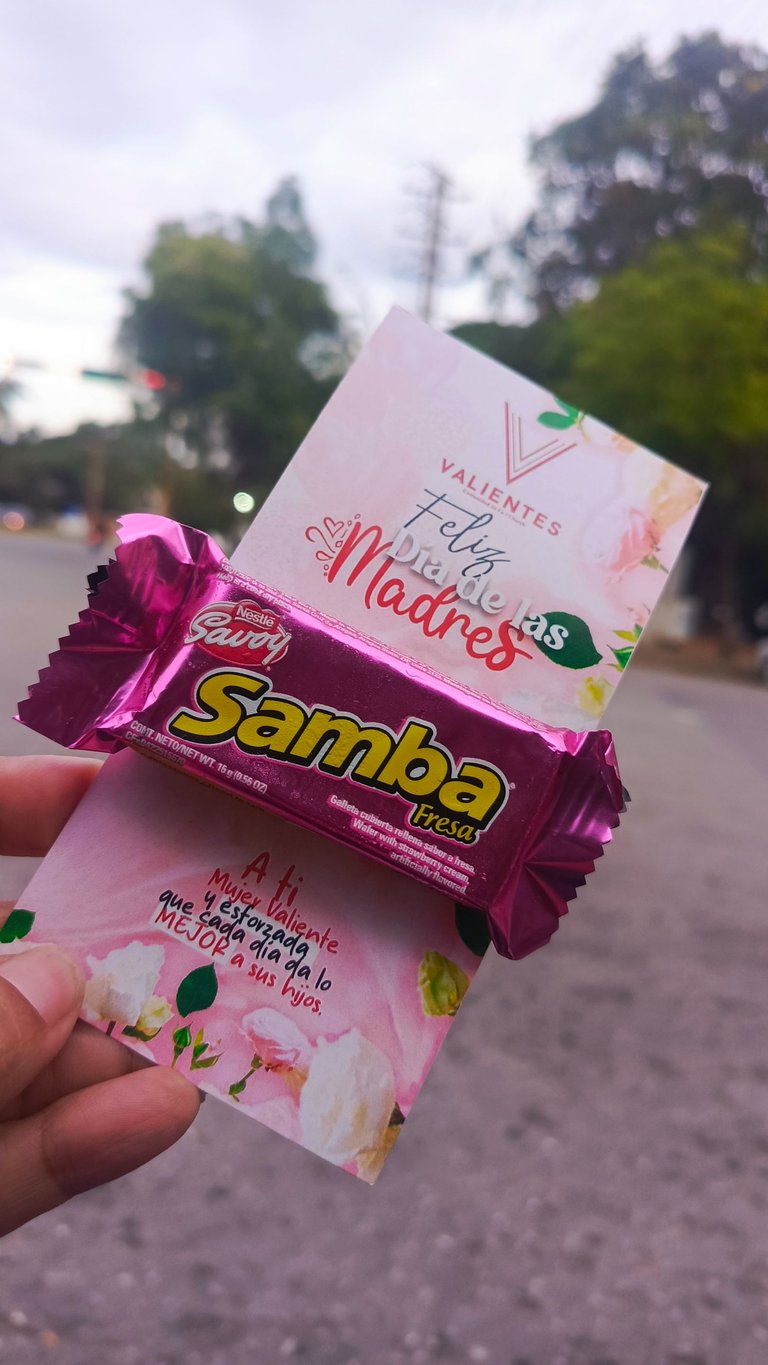 VALIENTES
Feliz
Día de las
Madres
Nestlé
Savoy
Samba
Fresa
CONT. NETO/NET WT. 16 g (0.56 OZ)
Galleta cubierta rellena sabor a fresa.
Wafer with strawberry cream,
artificially flavored.
A ti
Mujer Valiente
y esforzada
que cada día da lo
MEJOR a sus hijos.